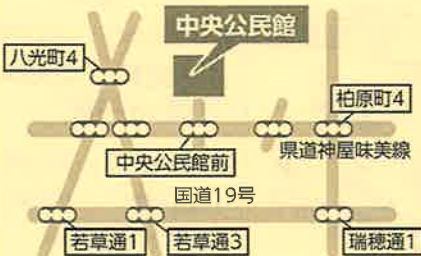 中央公民館
八光町4
柏原町4
中央公民館前
県道神屋味美線
国道19号
若草通1
若草通3
瑞穂通1